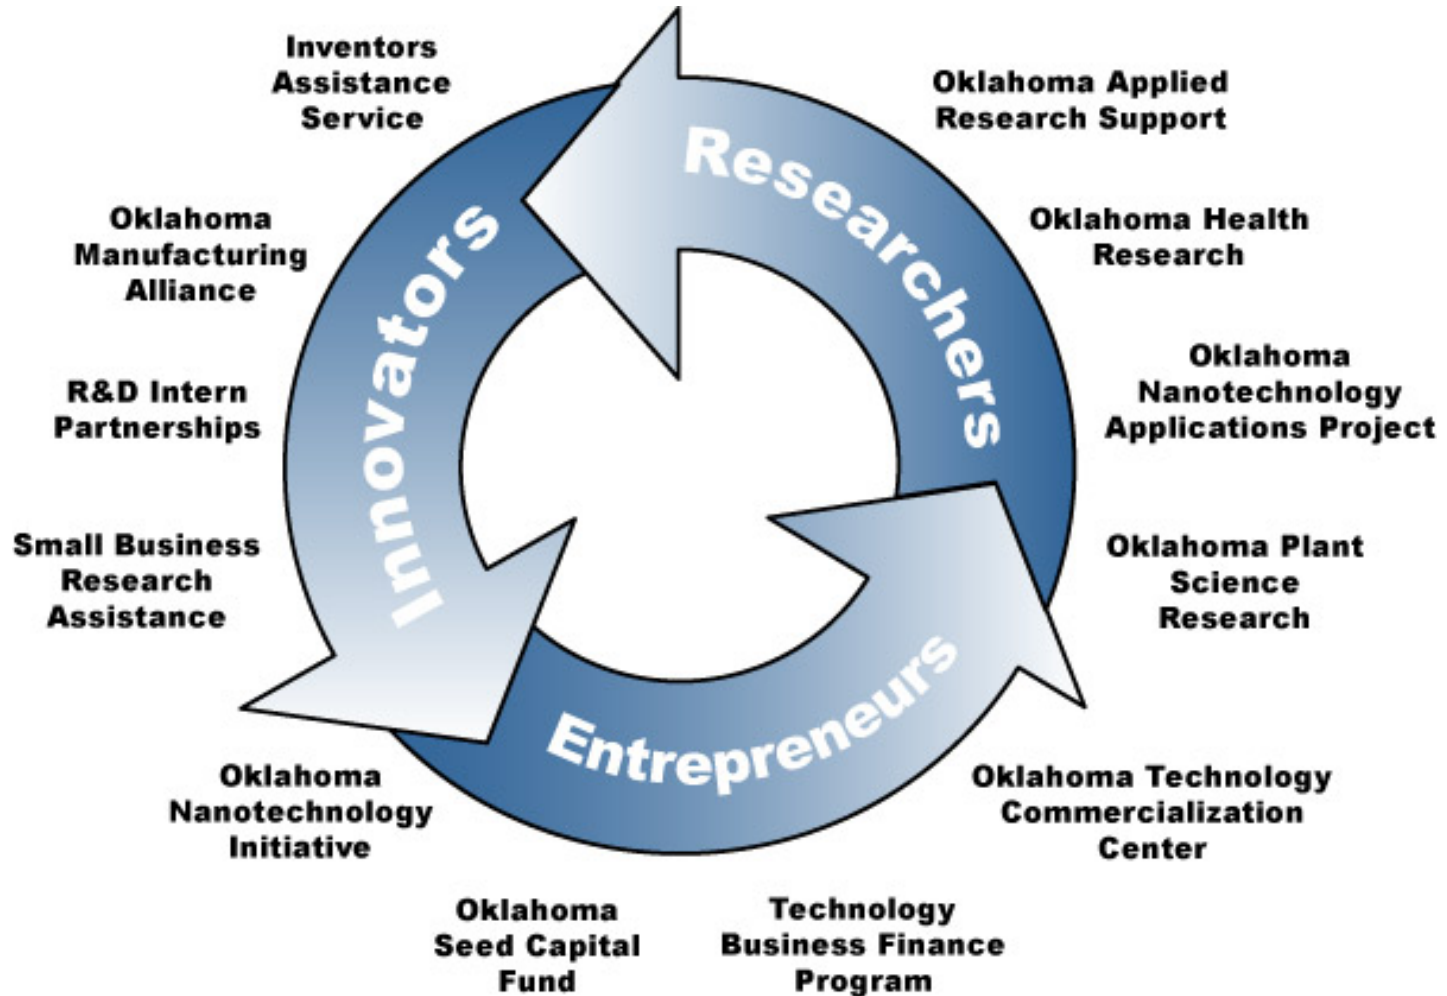 Inventors
Assistance
Service
Oklahoma Applied
Research Support
Researchers
Oklahoma
Manufacturing
Alliance
Oklahoma Health
Research
Innovators
R&D Intern
Partnerships
Oklahoma
Nanotechnology
Applications Project
Small Business
Research
Assistance
Oklahoma Plant
Science
Research
Entrepreneurs
Oklahoma
Nanotechnology
Initiative
Oklahoma Technology
Commercialization
Center
Oklahoma
Seed Capital
Fund
Technology
Business Finance
Program